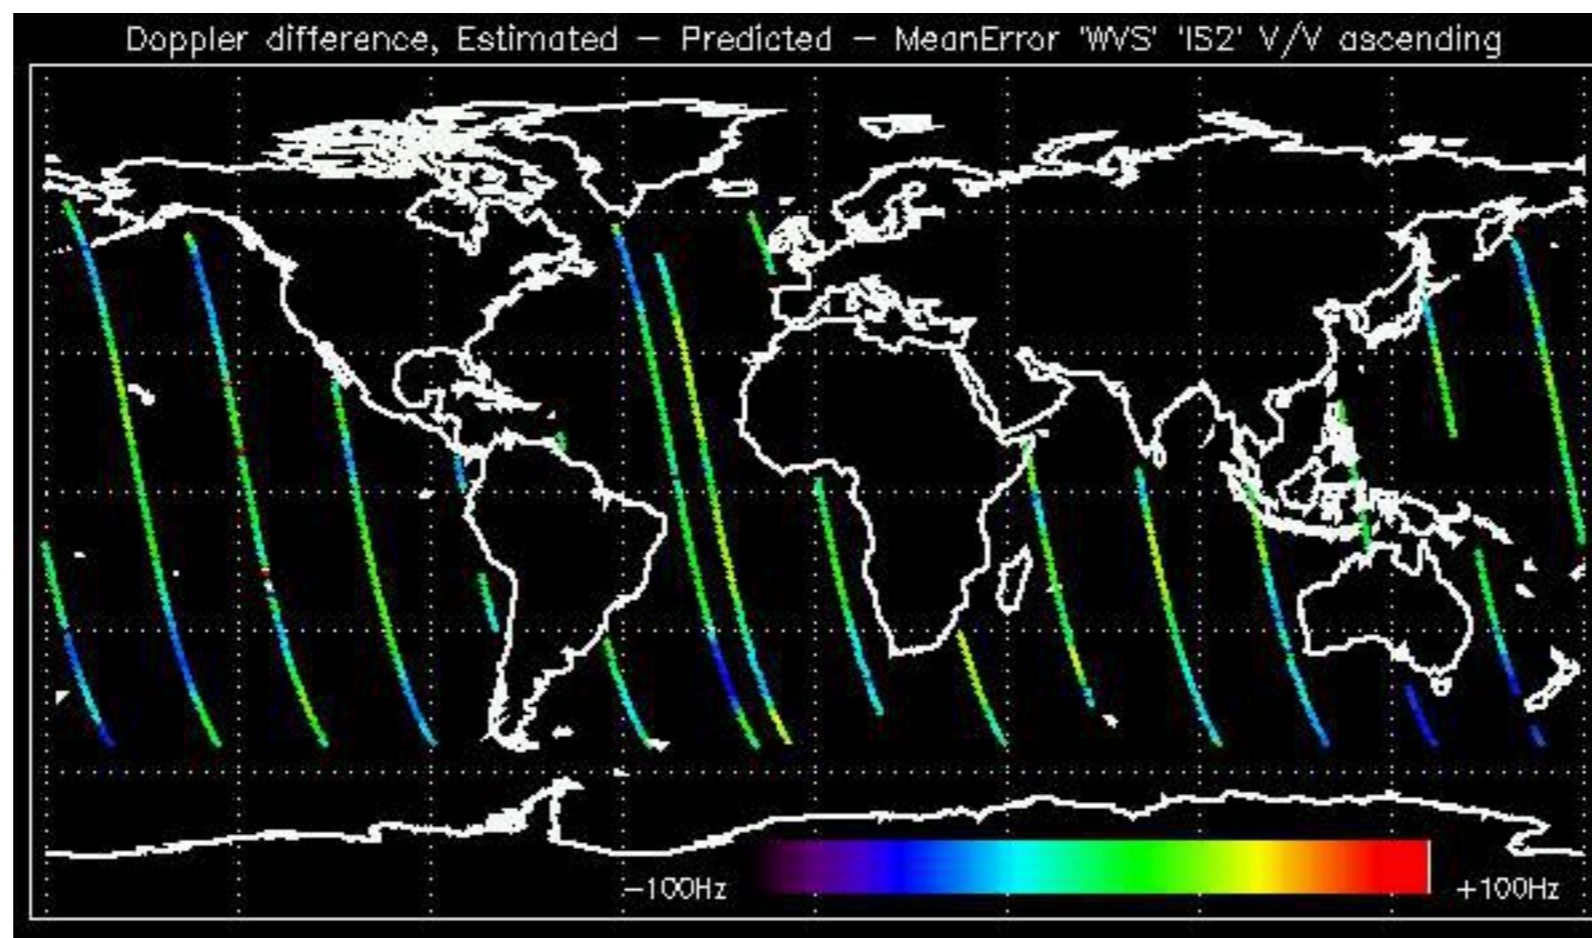 Doppler difference, Estimated – Predicted – MeanError 'WVS' 'IS2' V/V ascending
–100Hz
+100Hz